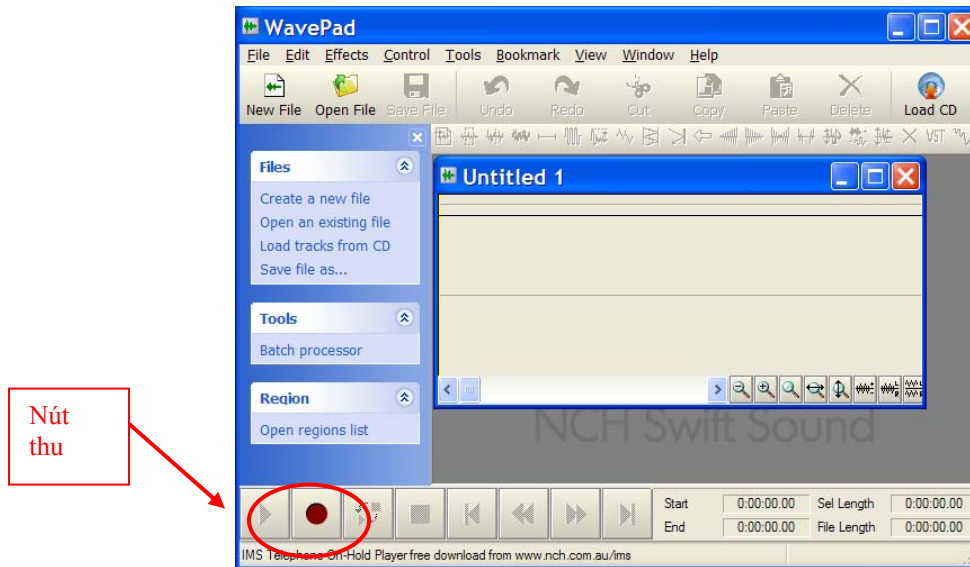 WavePad
File Edit Effects Control Tools Bookmark View Window Help
New File Open File Save File Undo Redo Cut Copy Paste Delete Load CD
VST
Files
Create a new file
Open an existing file
Load tracks from CD
Save file as...
Tools
Batch processor
Region
Open regions list
Untitled 1
NCH Swift Sound
Nút
thu
Start 0:00:00.00 Sel Length 0:00:00.00
End 0:00:00.00 File Length 0:00:00.00
IMS Telephone On-Hold Player free download from www.nch.com.au/ims